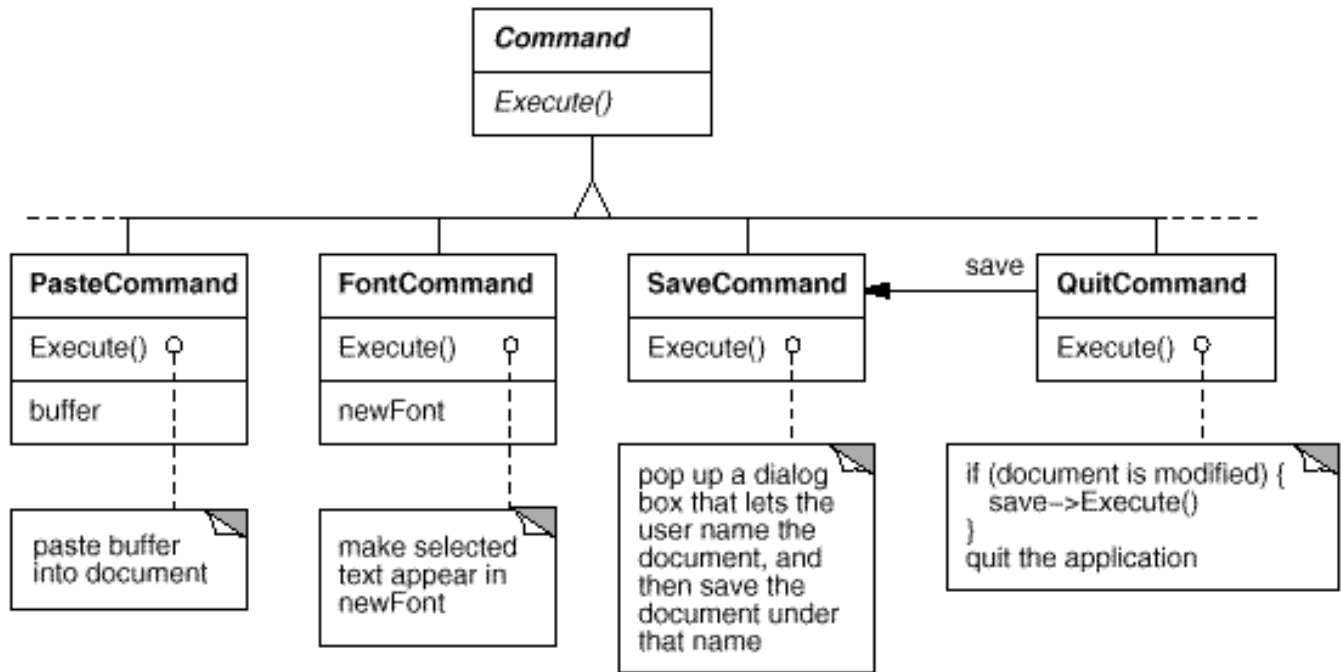 Command
Execute()
PasteCommand
Execute()
buffer
paste buffer
into document
FontCommand
Execute()
newFont
make selected
text appear in
newFont
SaveCommand
Execute()
pop up a dialog
box that lets the
user name the
document, and
then save the
document under
that name
save
QuitCommand
Execute()
if (document is modified) {
save->Execute()
}
quit the application